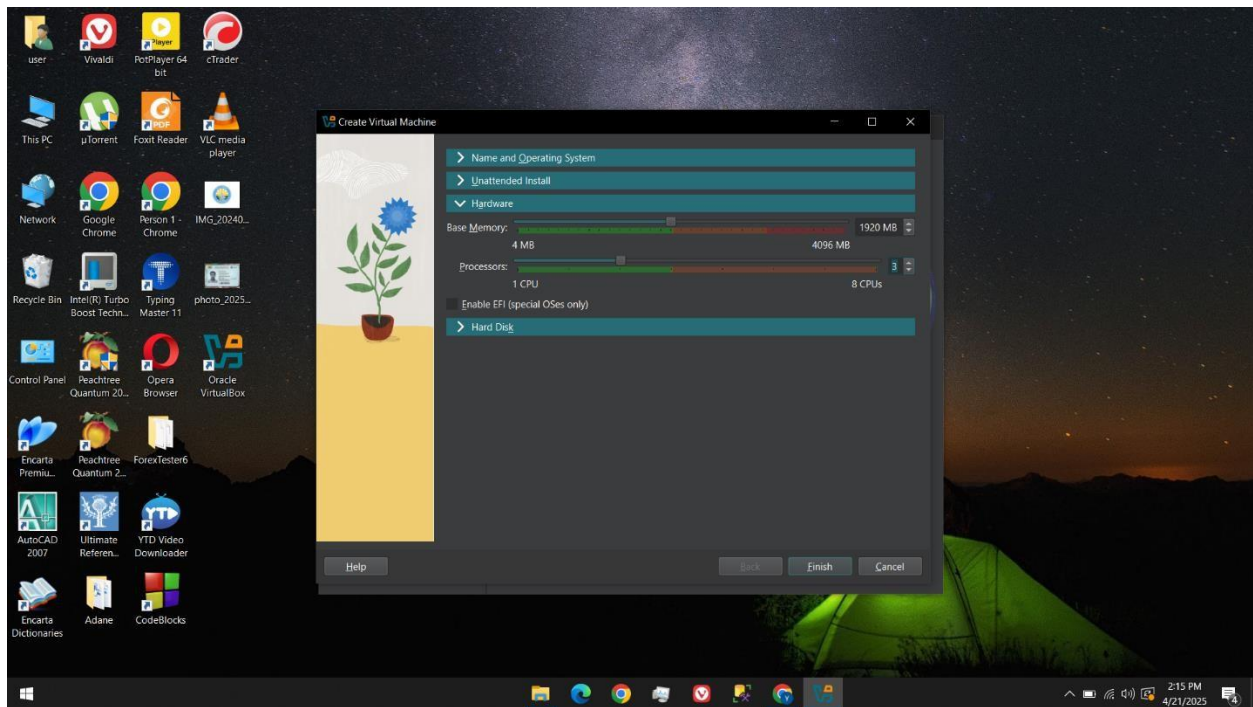 user
Vivaldi
Player
PotPlayer 64
bit
cTrader
This PC
µTorrent
PDF
Foxit Reader
VLC media
player
Network
Google
Chrome
Person 1 -
Chrome
IMG_20240...
Recycle Bin
Intel(R) Turbo
Boost Techn...
Typing
Master 11
photo_2025...
Control Panel
Peachtree
Quantum 20...
Opera
Browser
Oracle
VirtualBox
Encarta
Premiu...
Peachtree
Quantum 2...
ForexTester6
AutoCAD
2007
Ultimate
Referen...
YTD
YTD Video
Downloader
Encarta
Dictionaries
Adane
CodeBlocks
Create Virtual Machine
Name and Operating System
Unattended Install
Hardware
Base Memory: 1920 MB
4 MB 4096 MB
Processors: 3
1 CPU 8 CPUs
Enable EFI (special OSes only)
Hard Disk
Help Back Finish Cancel
2:15 PM
4/21/2025
4